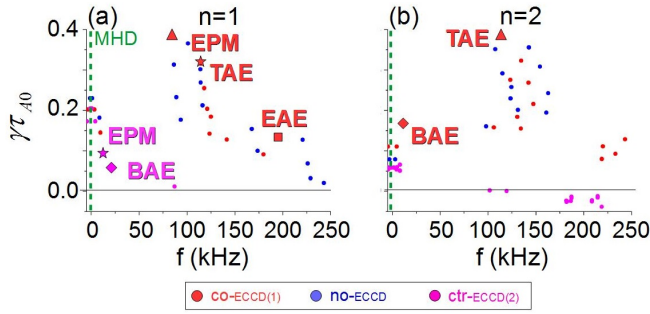 (a) n=1 (b) n=2
0.4 MHD EPM TAE
TAE
γτA0 0.2 EAE BAE
EPM
BAE
0.0
0 50 100 150 200 250 0 50 100 150 200 250
f (kHz) f (kHz)
co-ECCD(1) no-ECCD ctr-ECCD(2)